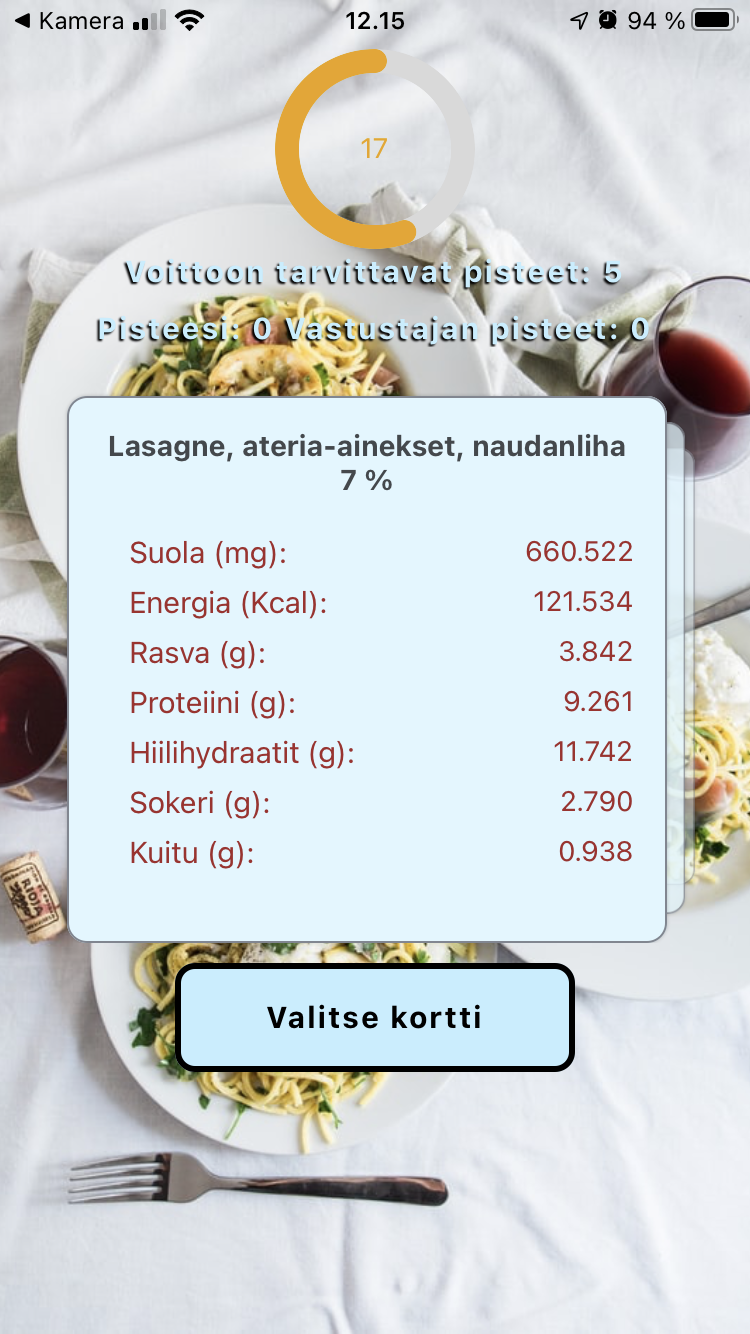 Kamera 12.15 94 %
17
Voittoon tarvittavat pisteet: 5
Pisteesi: 0 Vastustajan pisteet: 0
Lasagne, ateria-ainekset, naudanliha
7 %
Suola (mg): 660.522
Energia (Kcal): 121.534
Rasva (g): 3.842
Proteiini (g): 9.261
Hiilihydraatit (g): 11.742
Sokeri (g): 2.790
Kuitu (g): 0.938
RIOJA
Valitse kortti